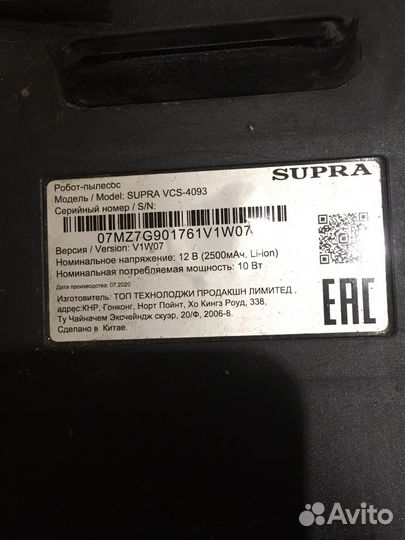 SUPRA
Робот-пылесbс
Модель / Model: SUPRA VCS-4093
Серийный номер / S/N:
07MZ7G901761V1W07
Версия / Version: V1W07
Номинальное напряжение: 12 В (2500мАч, Li-ion)
Номинальная потребляемая мощность: 10 Вт
Дата производства: 07.2020
Изготовитель: ТОП ТЕХНОЛОДЖИ ПРОДАКШН ЛИМИТЕД ,
адрес:КНР, Гонконг, Норт Пойнт, Хо Кингз Роуд, 338,
Ту Чайначем Эксчейндж скуэр, 20/Ф, 2006-8.
Сделано в Китае.
EAC
Avito